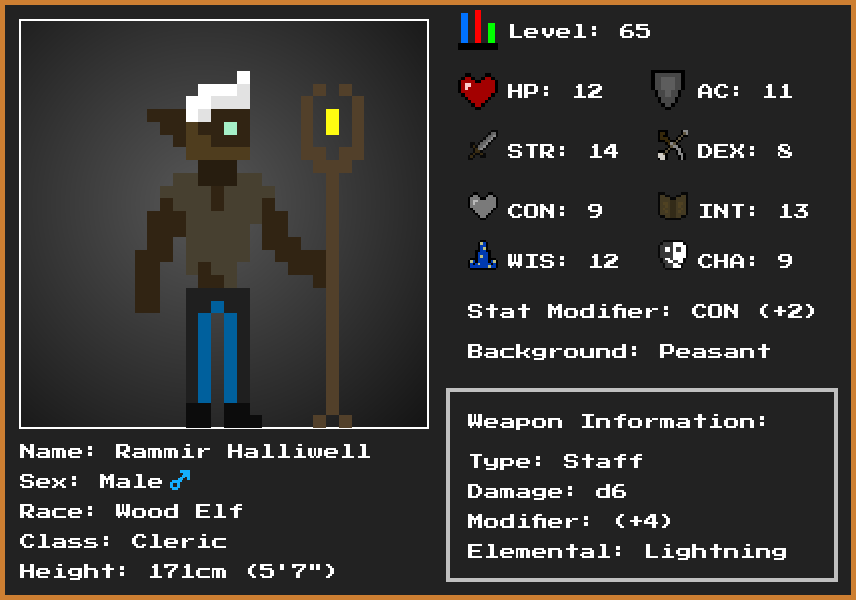 Level: 65
HP: 12 AC: 11
STR: 14 DEX: 8
CON: 9 INT: 13
WIS: 12 CHA: 9
Stat Modifier: CON (+2)
Background: Peasant
Weapon Information:
Type: Staff
Damage: d6
Modifier: (+4)
Elemental: Lightning
Name: Rammir Halliwell
Sex: Male♂
Race: Wood Elf
Class: Cleric
Height: 171cm (5'7")